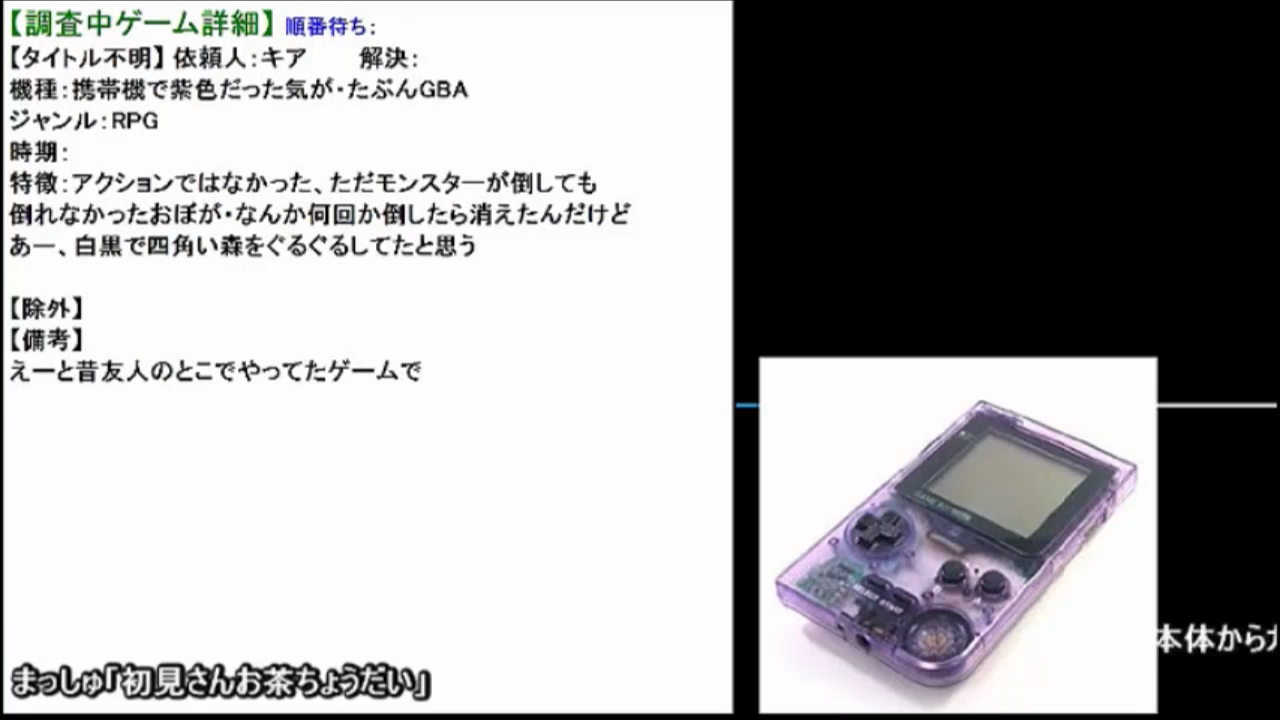 【調査中ゲーム詳細】 順番待ち:
【タイトル不明】 依頼人:キア　　解決:
機種:携帯機で紫色だった気が・たぶんGBA
ジャンル:RPG
時期:
特徴:アクションではなかった、ただモンスターが倒しても
倒れなかったおぼが・なんか何回か倒したら消えたんだけど
あー、白黒で四角い森をぐるぐるしてたと思う
【除外】
【備考】
えーと昔友人のとこでやってたゲームで
まっしゅ「初見さんお茶ちょうだい」
本体から